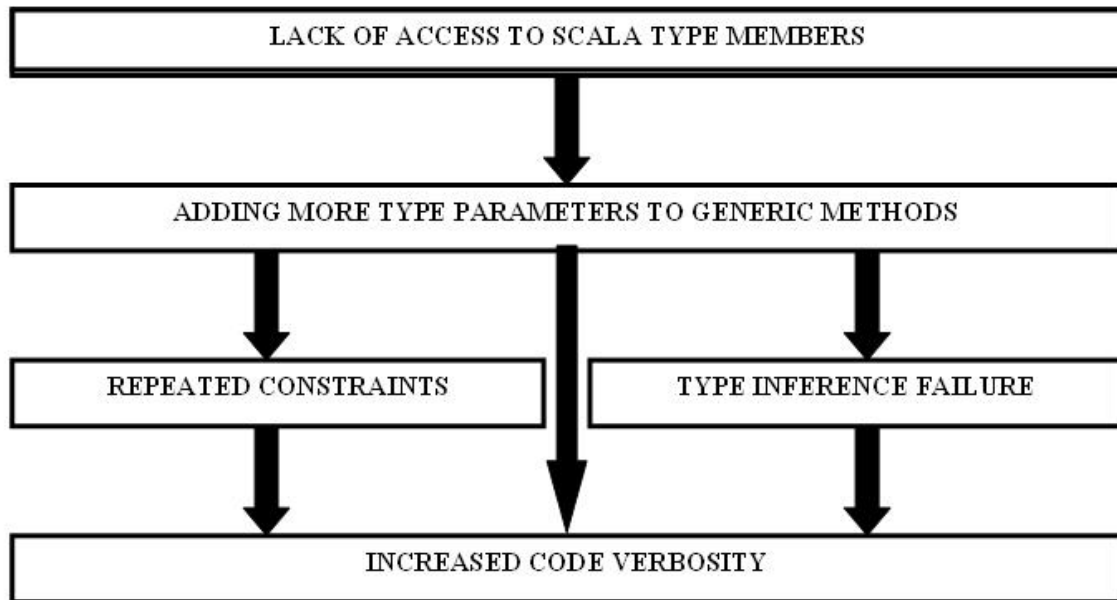 LACK OF ACCESS TO SCALA TYPE MEMBERS
ADDING MORE TYPE PARAMETERS TO GENERIC METHODS
REPEATED CONSTRAINTS
TYPE INFERENCE FAILURE
INCREASED CODE VERBOSITY